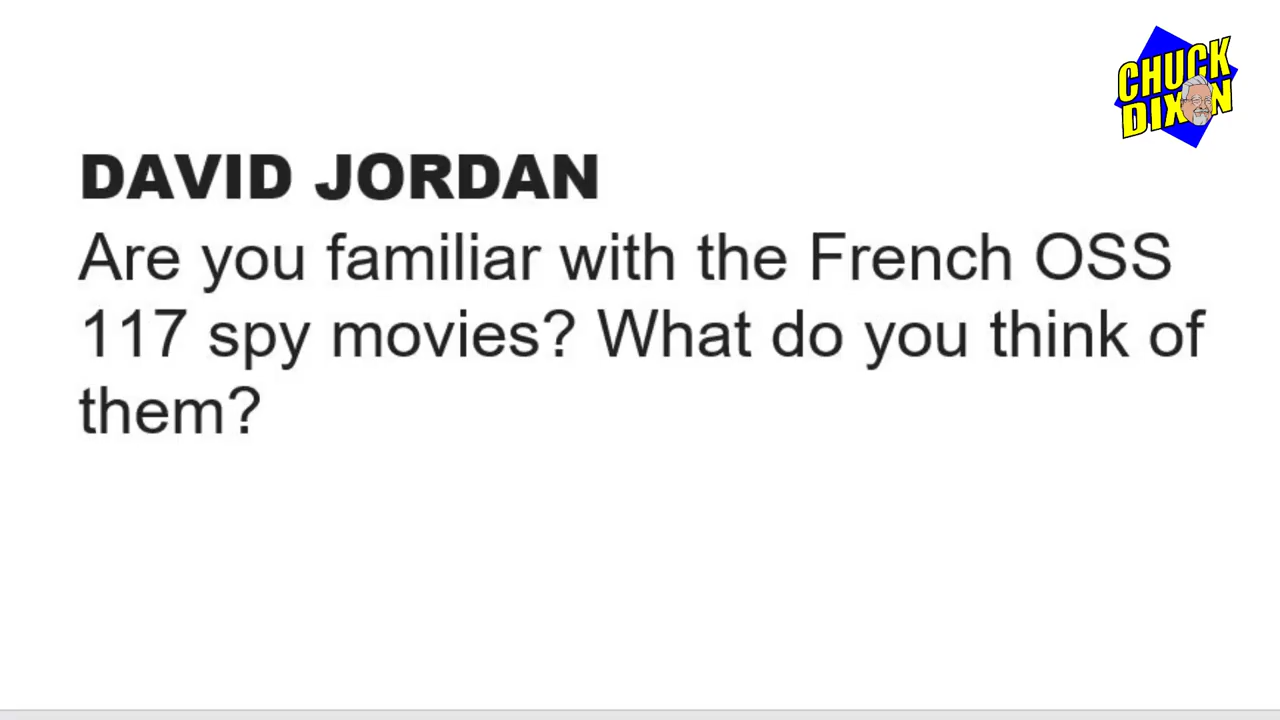 CHUCK
DIXON
DAVID JORDAN
Are you familiar with the French OSS
117 spy movies? What do you think of
them?